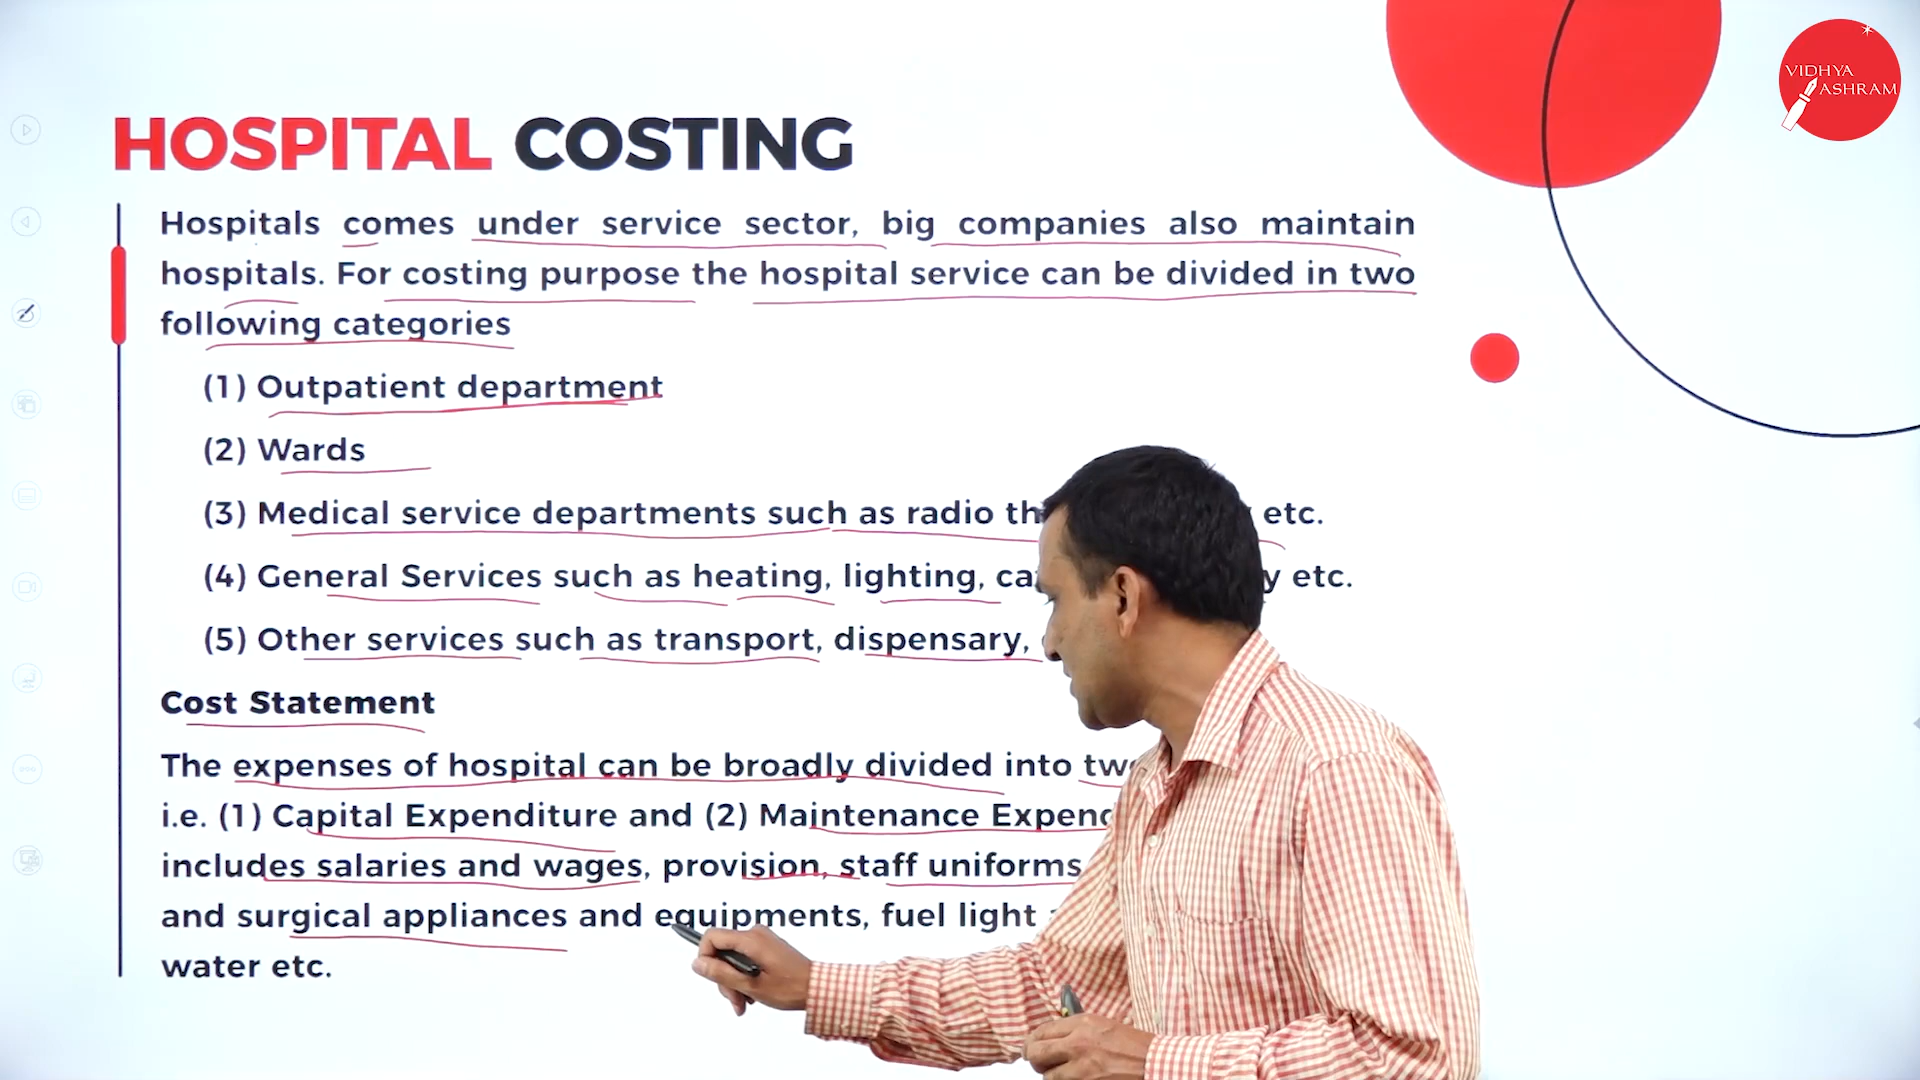 VIDHYA
ASHRAM
HOSPITAL COSTING
Hospitals comes under service sector, big companies also maintain
hospitals. For costing purpose the hospital service can be divided in two
following categories
(1) Outpatient department
(2) Wards
(3) Medical service departments such as radio etc.
(4) General Services such as heating, lighting, etc.
(5) Other services such as transport, dispensary,
Cost Statement
The expenses of hospital can be broadly divided into
i.e. (1) Capital Expenditure and (2) Maintenance
includes salaries and wages, provision, staff uniforms
and surgical appliances and equipments, fuel light
water etc.